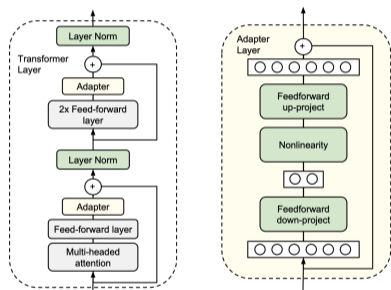 Layer Norm
Transformer
Layer
Adapter
2x Feed-forward
layer
Layer Norm
Adapter
Feed-forward layer
Multi-headed
attention
Adapter
Layer
Feedforward
up-project
Nonlinearity
Feedforward
down-project